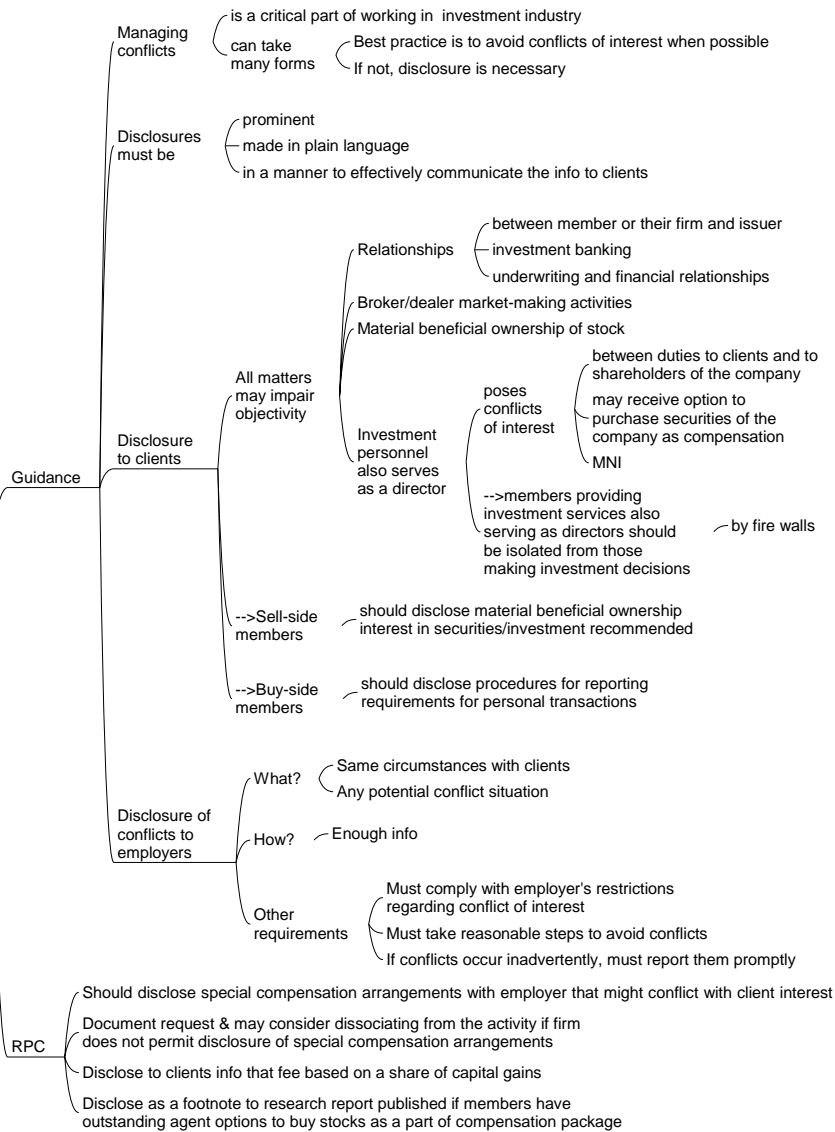 Guidance
Managing
conflicts
is a critical part of working in  investment industry
can take
many forms
Best practice is to avoid conflicts of interest when possible
If not, disclosure is necessary
Disclosures
must be
prominent
made in plain language
in a manner to effectively communicate the info to clients
Disclosure
to clients
All matters
may impair
objectivity
Relationships
between member or their firm and issuer
investment banking
underwriting and financial relationships
Broker/dealer market-making activities
Material beneficial ownership of stock
Investment
personnel
also serves
as a director
poses
conflicts
of interest
between duties to clients and to
shareholders of the company
may receive option to
purchase securities of the
company as compensation
MNI
-->members providing
investment services also
serving as directors should
be isolated from those
making investment decisions
by fire walls
-->Sell-side
members
should disclose material beneficial ownership
interest in securities/investment recommended
-->Buy-side
members
should disclose procedures for reporting
requirements for personal transactions
Disclosure of
conflicts to
employers
What?
Same circumstances with clients
Any potential conflict situation
How?
Enough info
Other
requirements
Must comply with employer's restrictions
regarding conflict of interest
Must take reasonable steps to avoid conflicts
If conflicts occur inadvertently, must report them promptly
RPC
Should disclose special compensation arrangements with employer that might conflict with client interest
Document request & may consider dissociating from the activity if firm
does not permit disclosure of special compensation arrangements
Disclose to clients info that fee based on a share of capital gains
Disclose as a footnote to research report published if members have
outstanding agent options to buy stocks as a part of compensation package